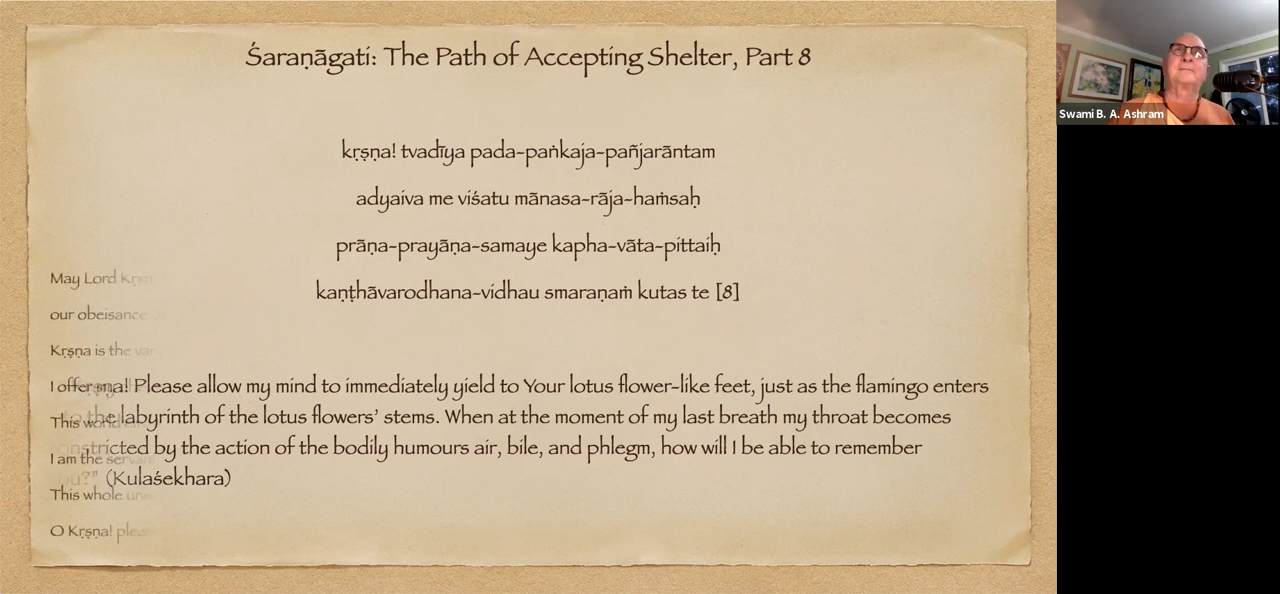 Śaraṇāgati: The Path of Accepting Shelter, Part 8
Swami B. A. Ashram
kṛṣṇa! tvadīya pada-paṅkaja-pañjarāntam
adyaiva me viśatu mānasa-rāja-haṁsaḥ
prāṇa-prayāṇa-samaye kapha-vāta-pittaiḥ
kaṇṭhāvarodhana-vidhau smaraṇaṁ kutas te [8]
May Lord
our obeisance
Kṛṣṇa is the
I offer
This
I am the
This whole
O Kṛṣṇa!
Please allow my mind to immediately yield to Your lotus flower-like feet, just as the flamingo enters
the labyrinth of the lotus flowers’ stems. When at the moment of my last breath my throat becomes
constricted by the action of the bodily humours air, bile, and phlegm, how will I be able to remember
(Kulaśekhara)